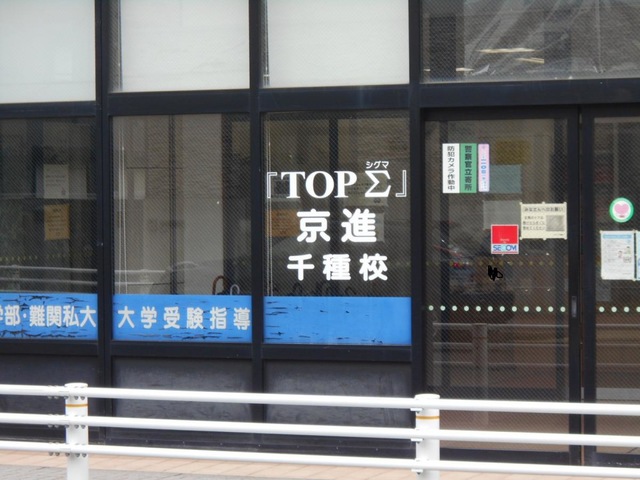 シグマ
『TOP Σ』
京進
千種校
学部・難関私大
大学受験指導
防犯カメラ作動中
警察官立寄所
SECOM